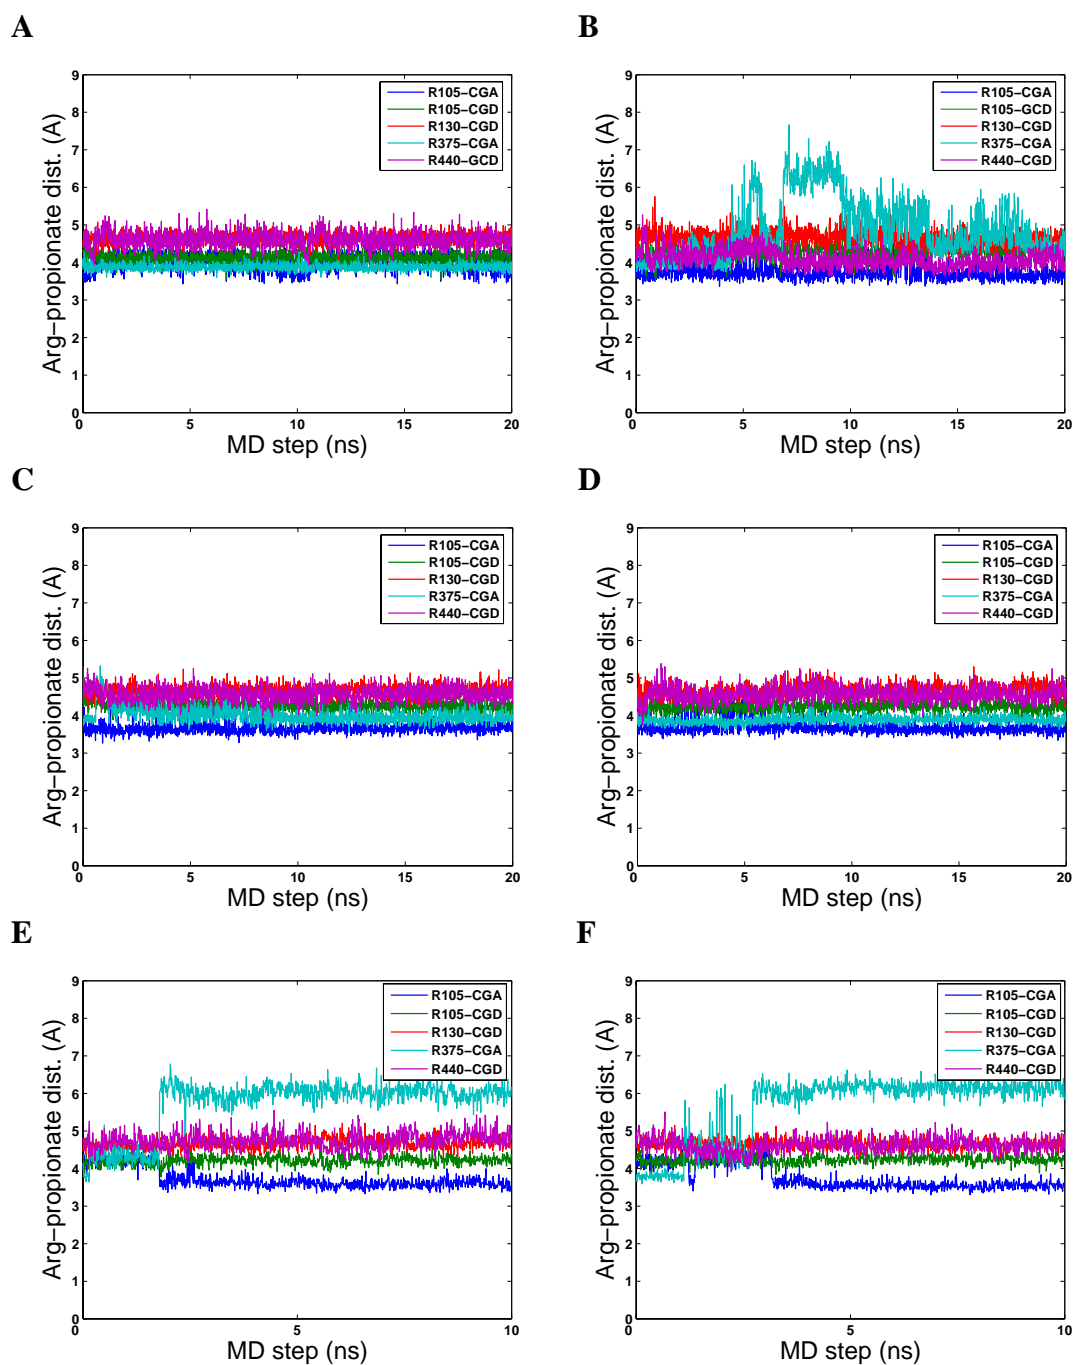 A
Arg-propionate dist. (A)
9
8
7
6
5
4
3
2
1
0
R105-CGA
R105-CGD
R130-CGD
R375-CGA
R440-GCD
0 5 10 15 20
MD step (ns)
B
Arg-propionate dist. (A)
9
8
7
6
5
4
3
2
1
0
R105-CGA
R105-GCD
R130-CGD
R375-CGA
R440-CGD
0 5 10 15 20
MD step (ns)
C
Arg-propionate dist. (A)
9
8
7
6
5
4
3
2
1
0
R105-CGA
R105-CGD
R130-CGD
R375-CGA
R440-CGD
0 5 10 15 20
MD step (ns)
D
Arg-propionate dist. (A)
9
8
7
6
5
4
3
2
1
0
R105-CGA
R105-CGD
R130-CGD
R375-CGA
R440-CGD
0 5 10 15 20
MD step (ns)
E
Arg-propionate dist. (A)
9
8
7
6
5
4
3
2
1
0
R105-CGA
R105-CGD
R130-CGD
R375-CGA
R440-CGD
0 5 10
MD step (ns)
F
Arg-propionate dist. (A)
9
8
7
6
5
4
3
2
1
0
R105-CGA
R105-CGD
R130-CGD
R375-CGA
R440-CGD
0 5 10
MD step (ns)